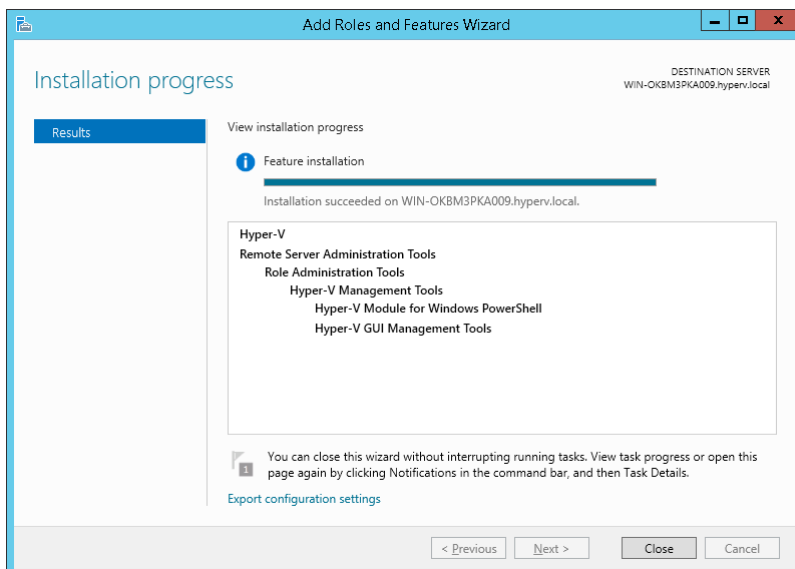 Add Roles and Features Wizard
Installation progress
DESTINATION SERVER
WIN-OKBM3PKA009.hyperv.local
Results
View installation progress
Feature installation
Installation succeeded on WIN-OKBM3PKA009.hyperv.local.
Hyper-V
Remote Server Administration Tools
Role Administration Tools
Hyper-V Management Tools
Hyper-V Module for Windows PowerShell
Hyper-V GUI Management Tools
1
You can close this wizard without interrupting running tasks. View task progress or open this
page again by clicking Notifications in the command bar, and then Task Details.
Export configuration settings
< Previous
Next >
Close
Cancel